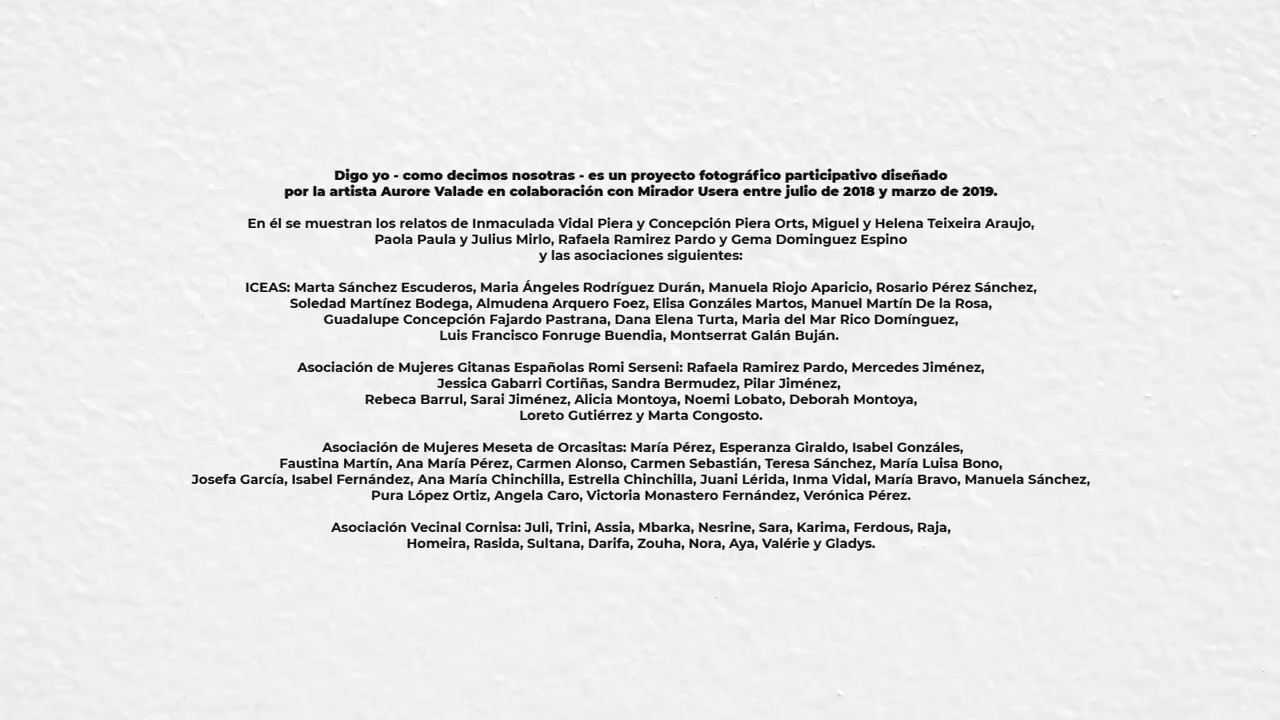 Digo yo - como decimos nosotras - es un proyecto fotográfico participativo diseñado
por la artista Aurore Valade en colaboración con Mirador Usera entre julio de 2018 y marzo de 2019.
En él se muestran los relatos de Inmaculada Vidal Piera y Concepción Piera Orts, Miguel y Helena Teixeira Araujo,
Paola Paula y Julius Mirlo, Rafaela Ramirez Pardo y Gema Dominguez Espino
y las asociaciones siguientes:
ICEAS: Marta Sánchez Escuderos, Maria Ángeles Rodríguez Durán, Manuela Riojo Aparicio, Rosario Pérez Sánchez,
Soledad Martínez Bodega, Almudena Arquero Foez, Elisa Gonzáles Martos, Manuel Martín De la Rosa,
Guadalupe Concepción Fajardo Pastrana, Dana Elena Turta, Maria del Mar Rico Domínguez,
Luis Francisco Fonruge Buendia, Montserrat Galán Buján.
Asociación de Mujeres Gitanas Españolas Romi Serseni: Rafaela Ramirez Pardo, Mercedes Jiménez,
Jessica Gabarri Cortiñas, Sandra Bermudez, Pilar Jiménez,
Rebeca Barrul, Sarai Jiménez, Alicia Montoya, Noemi Lobato, Deborah Montoya,
Loreto Gutiérrez y Marta Congosto.
Asociación de Mujeres Meseta de Orcasitas: María Pérez, Esperanza Giraldo, Isabel Gonzáles,
Faustina Martín, Ana María Pérez, Carmen Alonso, Carmen Sebastián, Teresa Sánchez, María Luisa Bono,
Josefa García, Isabel Fernández, Ana María Chinchilla, Estrella Chinchilla, Juani Lérida, Inma Vidal, María Bravo, Manuela Sánchez,
Pura López Ortiz, Angela Caro, Victoria Monastero Fernández, Verónica Pérez.
Asociación Vecinal Cornisa: Juli, Trini, Assia, Mbarka, Nesrine, Sara, Karima, Ferdous, Raja,
Homeira, Rasida, Sultana, Darifa, Zouha, Nora, Aya, Valérie y Gladys.